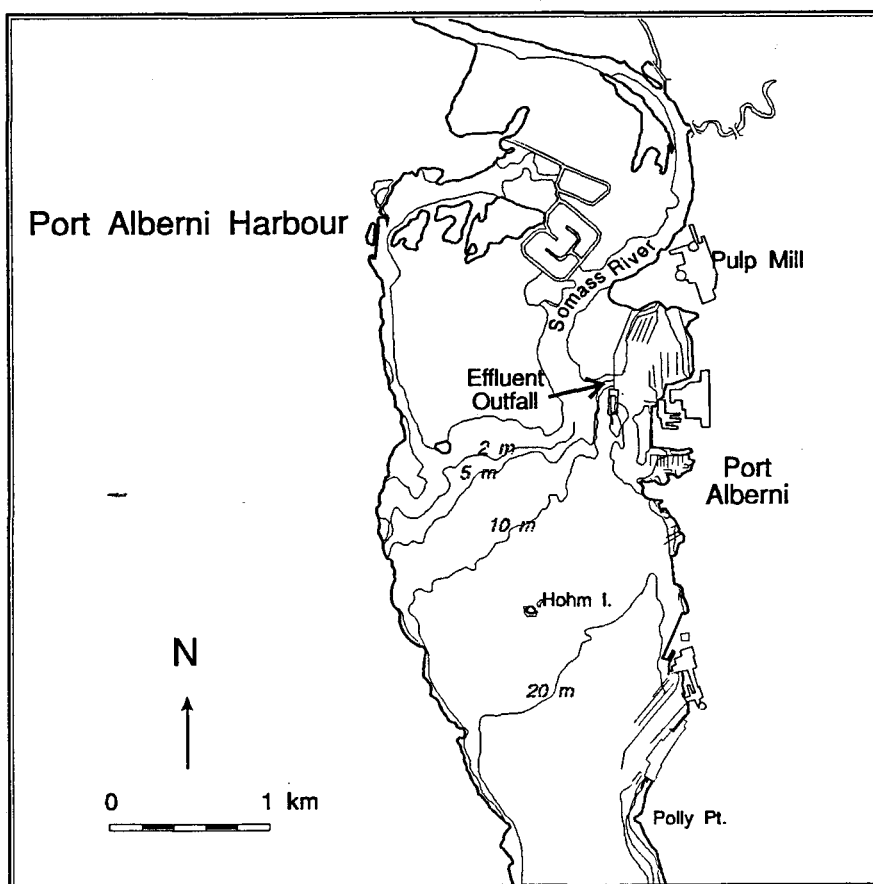 Port Alberni Harbour
Somass River
Pulp Mill
Effluent
Outfall
2 m
5 m
Port
Alberni
10 m
Hohm I.
N
20 m
0 1 km
Polly Pt.